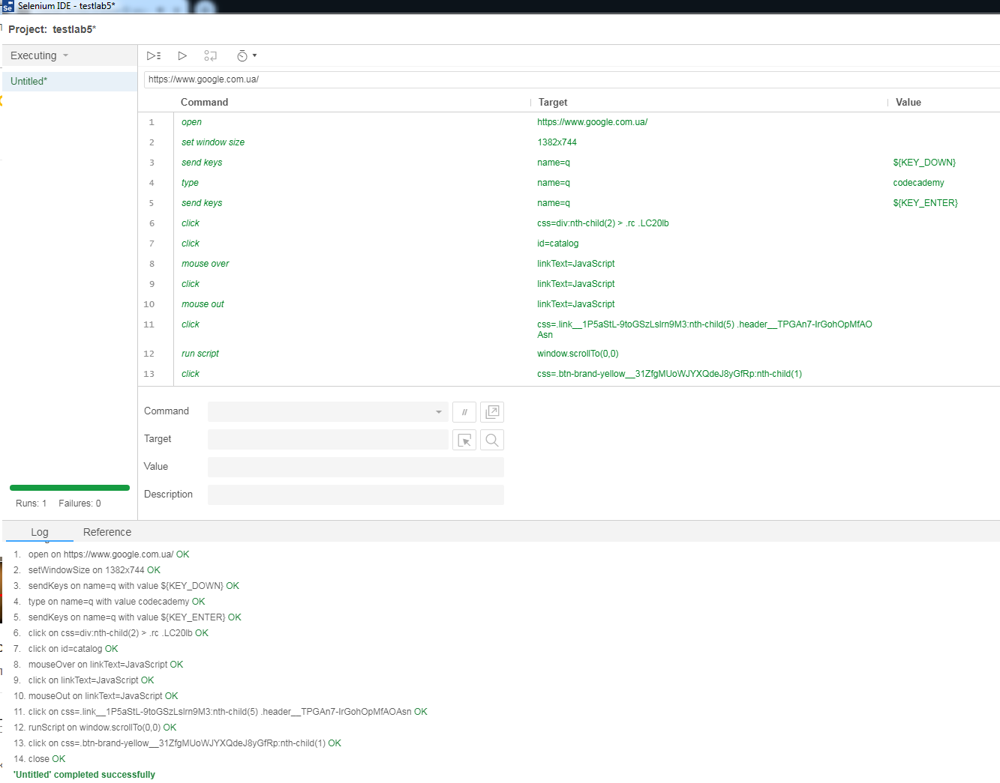 Se Selenium IDE - testlab5*
Project: testlab5*
Executing
Untitled*
https://www.google.com.ua/
Command Target Value
1 open https://www.google.com.ua/
2 set window size 1382x744
3 send keys name=q ${KEY_DOWN}
4 type name=q codecademy
5 send keys name=q ${KEY_ENTER}
6 click css=div:nth-child(2) > .rc .LC20lb
7 click id=catalog
8 mouse over linkText=JavaScript
9 click linkText=JavaScript
10 mouse out linkText=JavaScript
11 click css=.link__1P5aStL-9toGSzLslrn9M3:nth-child(5) .header__TPGAn7-IrGohOpMfAO
Asn
12 run script window.scrollTo(0,0)
13 click css=.btn-brand-yellow__31ZfgMUoWJYXQdeJ8yGfRp:nth-child(1)
Command //
Target
Value
Description
Runs: 1 Failures: 0
Log Reference
1. open on https://www.google.com.ua/ OK
2. setWindowSize on 1382x744 OK
3. sendKeys on name=q with value ${KEY_DOWN} OK
4. type on name=q with value codecademy OK
5. sendKeys on name=q with value ${KEY_ENTER} OK
6. click on css=div:nth-child(2) > .rc .LC20lb OK
7. click on id=catalog OK
8. mouseOver on linkText=JavaScript OK
9. click on linkText=JavaScript OK
10. mouseOut on linkText=JavaScript OK
11. click on css=.link__1P5aStL-9toGSzLslrn9M3:nth-child(5) .header__TPGAn7-IrGohOpMfAOAsn OK
12. runScript on window.scrollTo(0,0) OK
13. click on css=.btn-brand-yellow__31ZfgMUoWJYXQdeJ8yGfRp:nth-child(1) OK
14. close OK
'Untitled' completed successfully